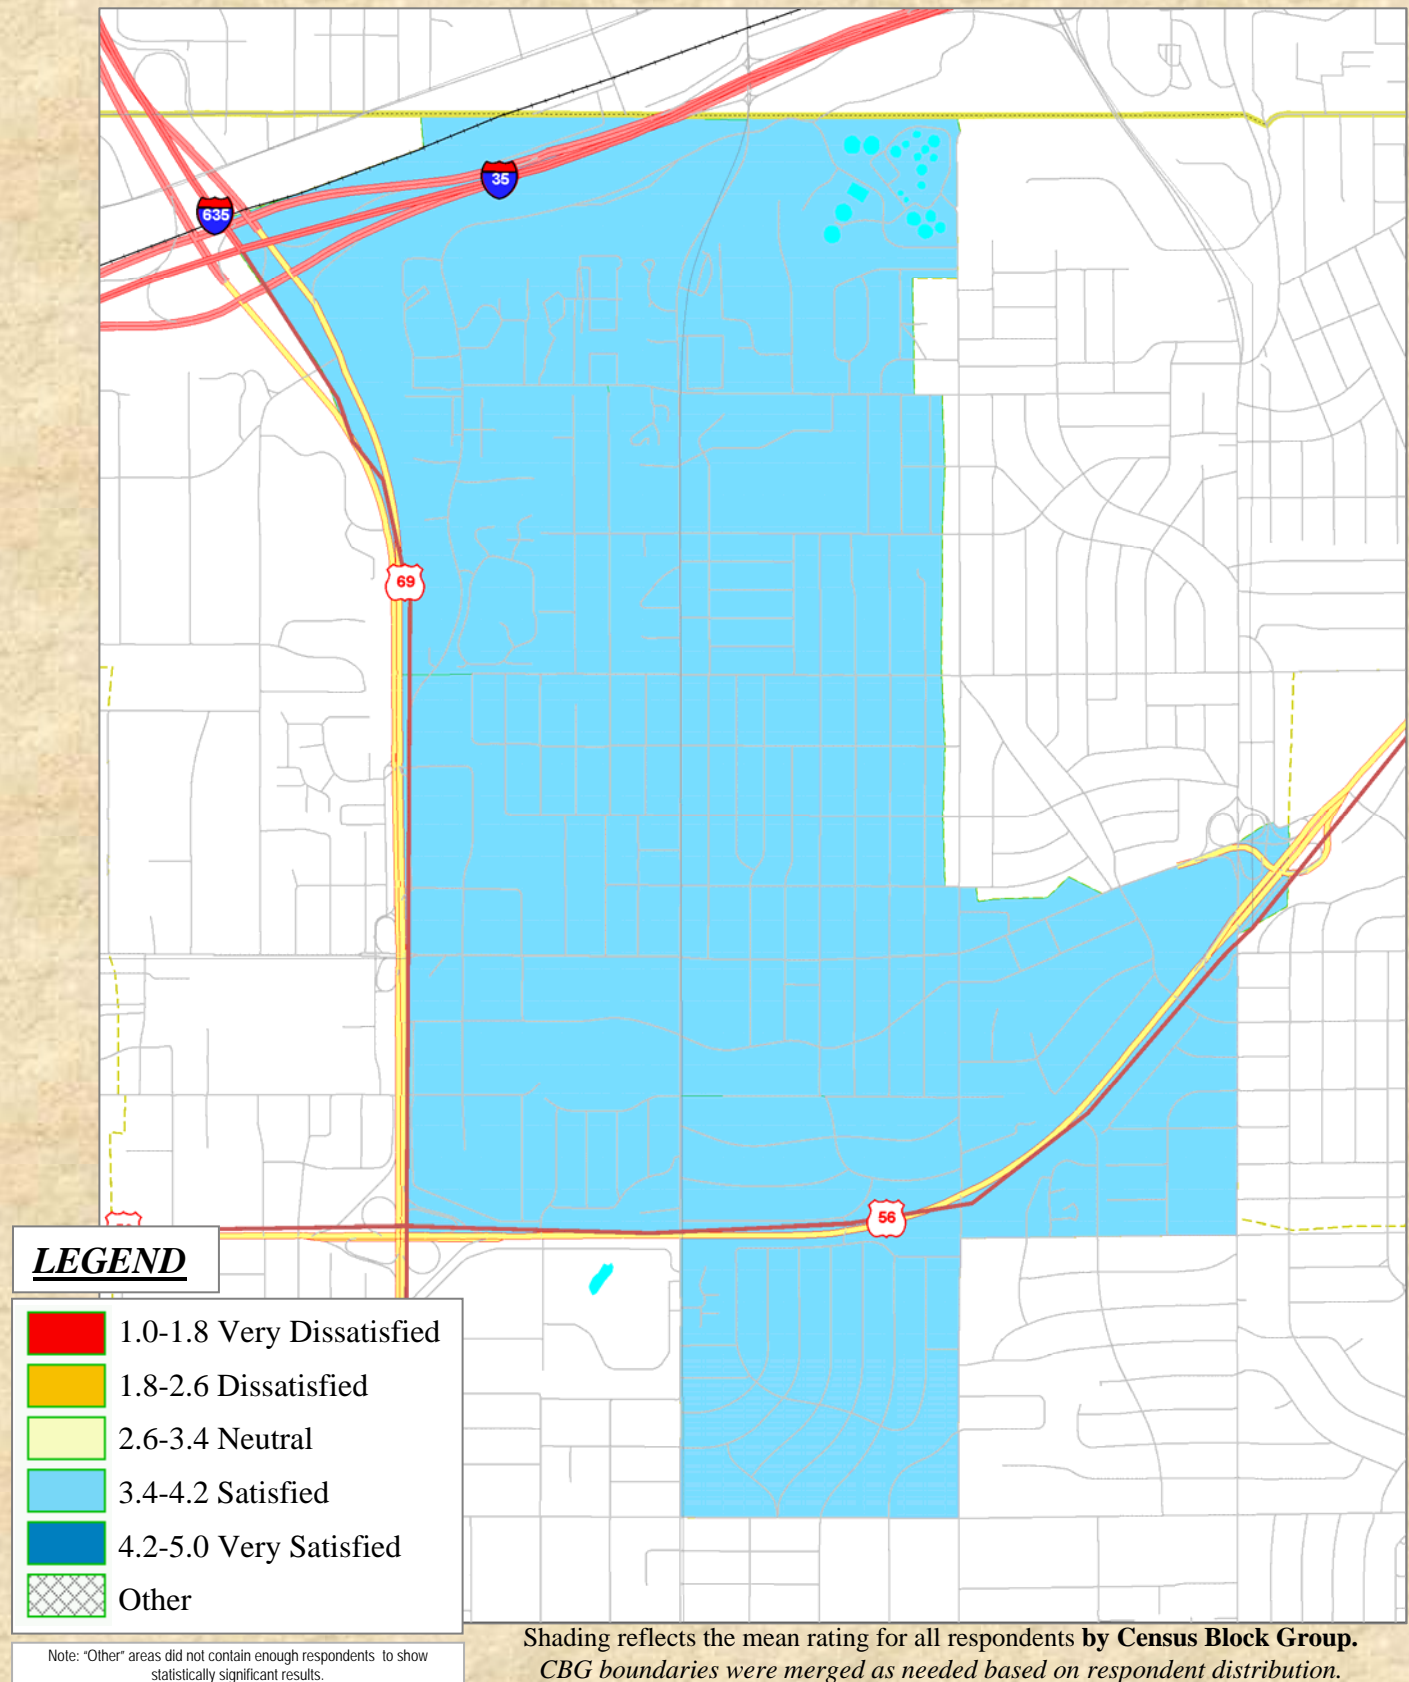 635
35
69
56
LEGEND
1.0-1.8 Very Dissatisfied
1.8-2.6 Dissatisfied
2.6-3.4 Neutral
3.4-4.2 Satisfied
4.2-5.0 Very Satisfied
Other
Note: “Other” areas did not contain enough respondents to show
statistically significant results.
Shading reflects the mean rating for all respondents by Census Block Group.
CBG boundaries were merged as needed based on respondent distribution.